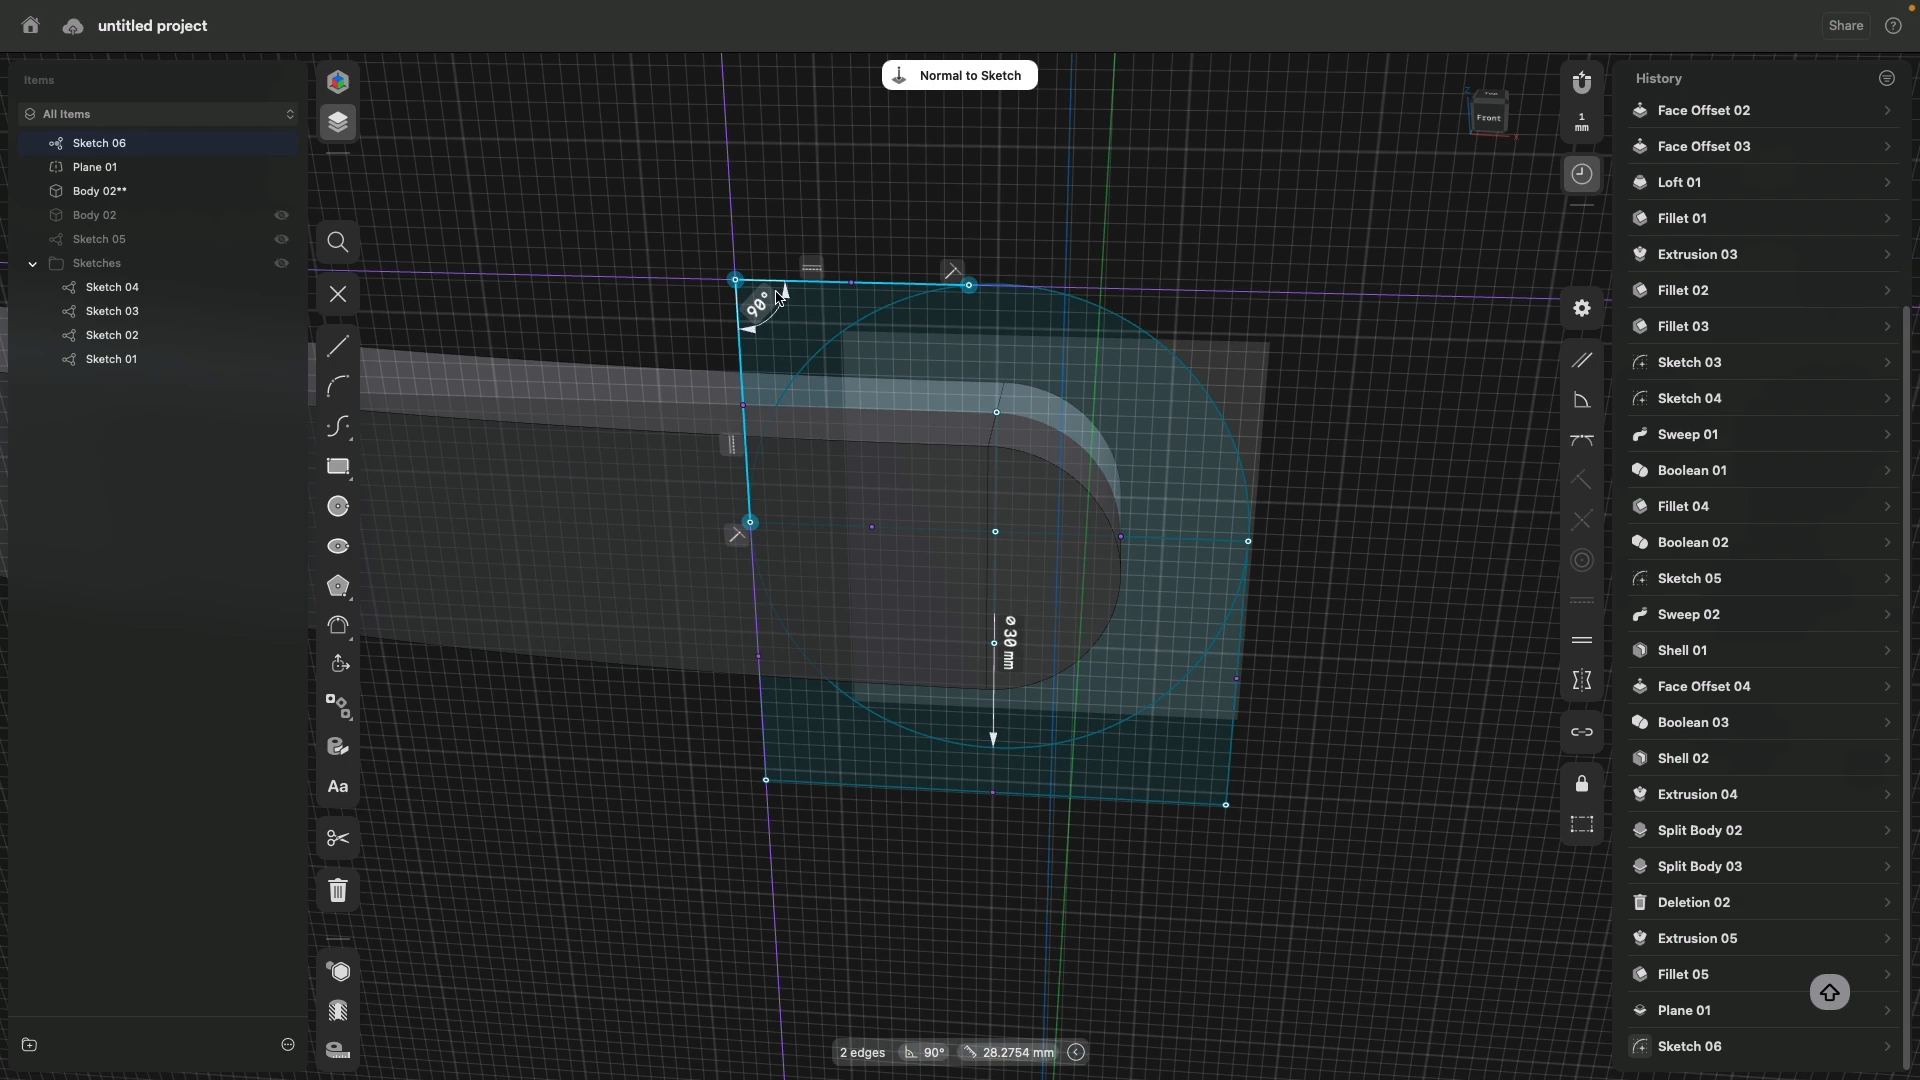 untitled project
Share
Items
All Items
Sketch 06
Plane 01
Body 02**
Body 02
Sketch 05
Sketches
Sketch 04
Sketch 03
Sketch 02
Sketch 01
Aa
Normal to Sketch
Front
90°
⌀ 30 mm
2 edges 90° 28.2754 mm
1
mm
History
Face Offset 02
Face Offset 03
Loft 01
Fillet 01
Extrusion 03
Fillet 02
Fillet 03
Sketch 03
Sketch 04
Sweep 01
Boolean 01
Fillet 04
Boolean 02
Sketch 05
Sweep 02
Shell 01
Face Offset 04
Boolean 03
Shell 02
Extrusion 04
Split Body 02
Split Body 03
Deletion 02
Extrusion 05
Fillet 05
Plane 01
Sketch 06